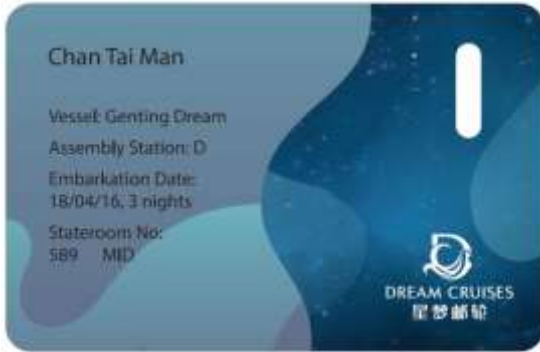 Chan Tai Man
Vessel: Genting Dream
Assembly Station: D
Embarkation Date:
18/04/16, 3 nights
Stateroom No:
589 MID
DREAM CRUISES
星梦邮轮